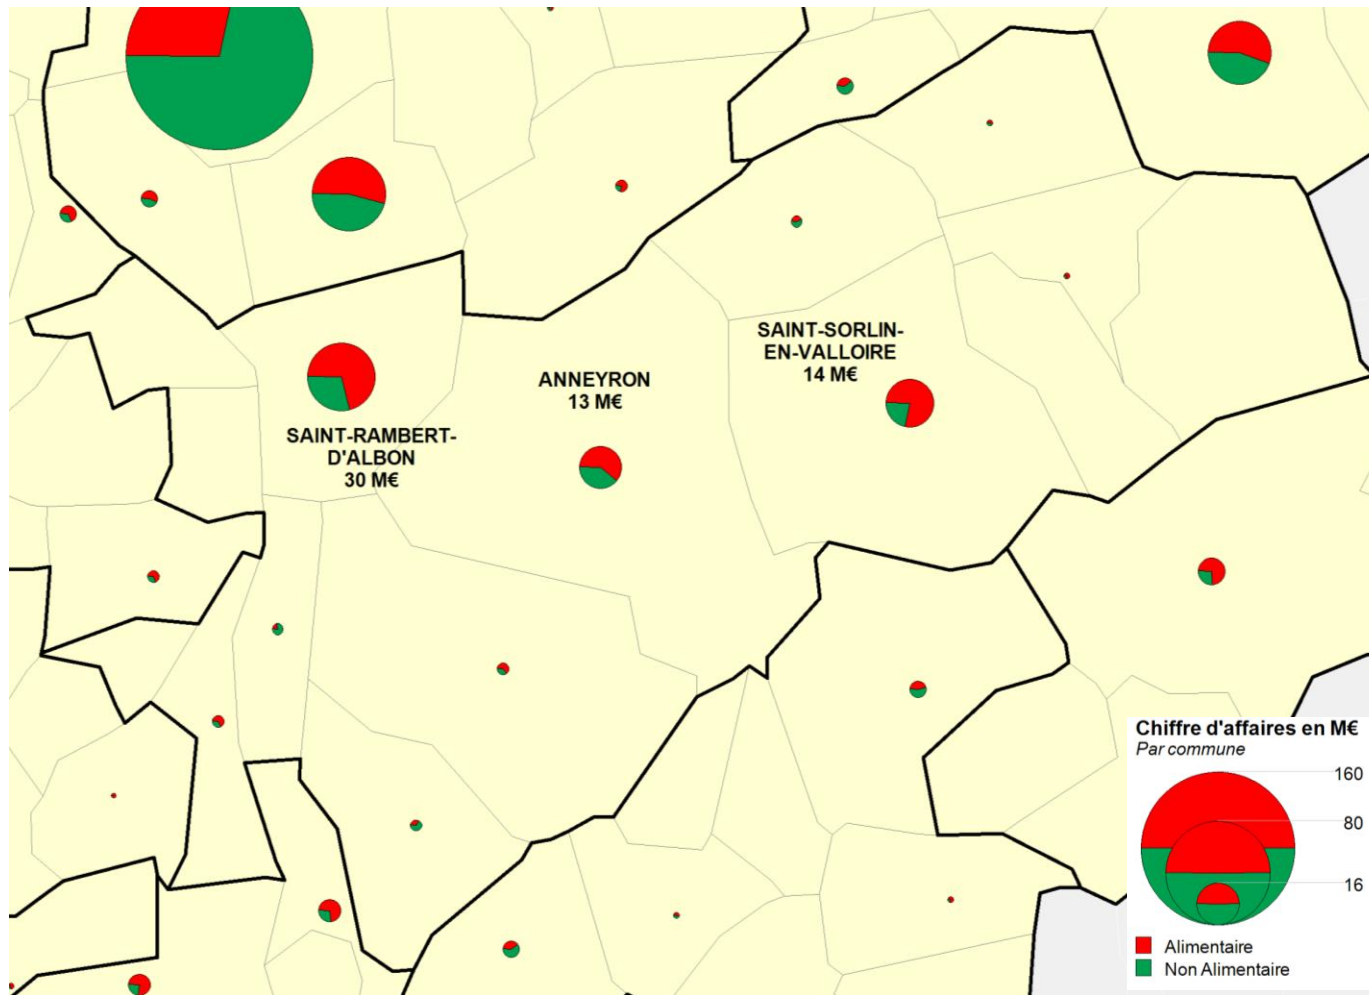 SAINT-SORLIN-
EN-VALLOIRE
14 M€
ANNEYRON
13 M€
SAINT-RAMBERT-
D'ALBON
30 M€
Chiffre d'affaires en M€
Par commune
160
80
16
Alimentaire
Non Alimentaire